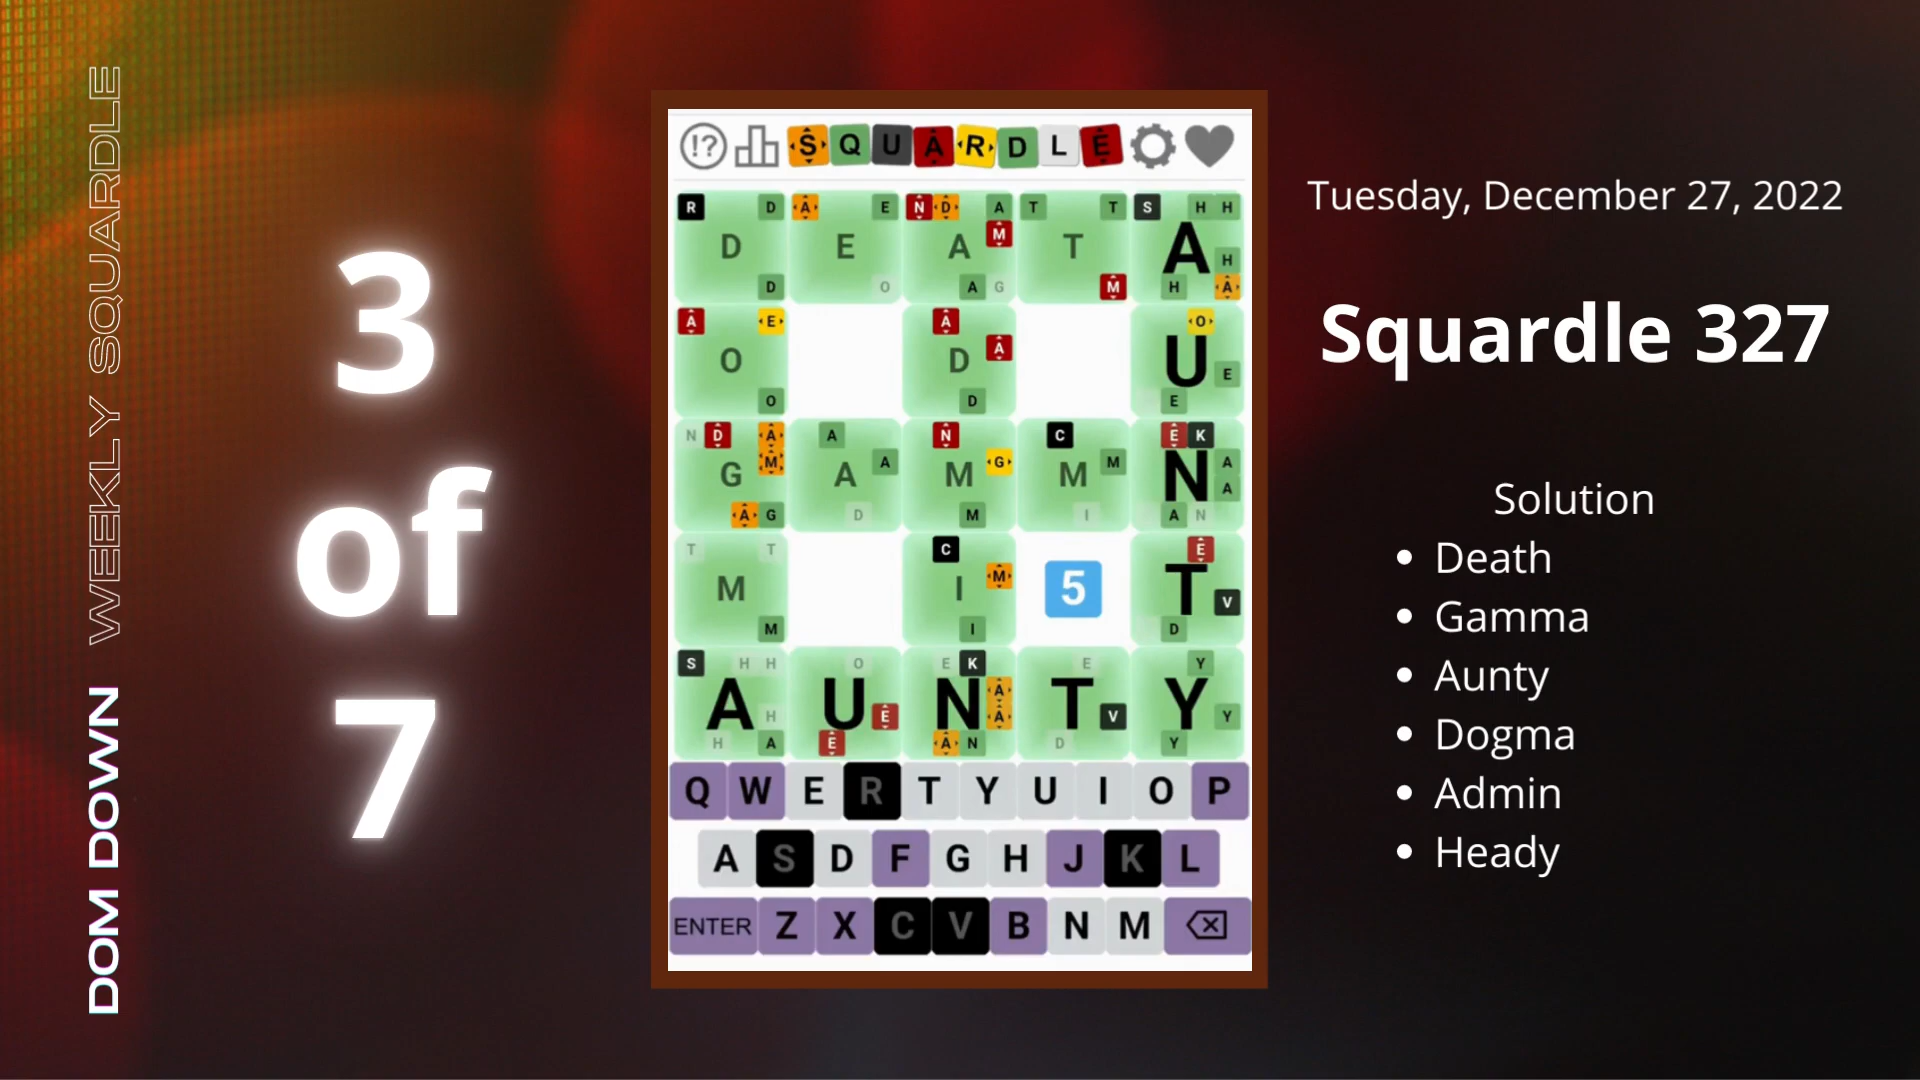 DOM DOWN WEEKLY SQUARDLE
3
of
7
!? S Q U A R D L E
R D A E N D A T T S H H
D E A M T A H
D O A G M H A
A E A O
O D A U E
O D E
N D A M A N C E K A
G A A M G M M N A
A G D M I A N
T T C E
M I M 5 T V
M I D
S H H O E K E Y
A H U E N A A T V Y Y
H A E A N D Y
Q W E R T Y U I O P
A S D F G H J K L
ENTER Z X C V B N M
Tuesday, December 27, 2022
Squardle 327
Solution
• Death
• Gamma
• Aunty
• Dogma
• Admin
• Heady